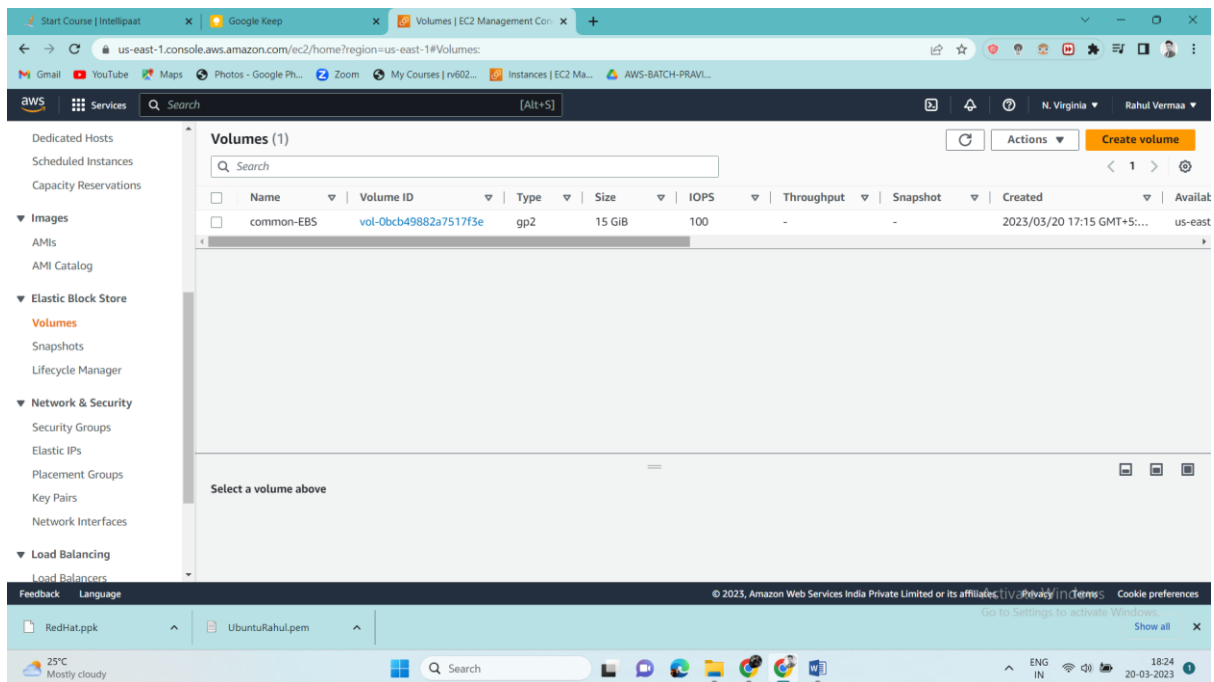 Start Course | Intellipaat
Google Keep
Volumes | EC2 Management Con
us-east-1.console.aws.amazon.com/ec2/home?region=us-east-1#Volumes:
Gmail YouTube Maps Photos - Google Ph... Zoom My Courses | rv602... Instances | EC2 Ma... AWS-BATCH-PRAVI...
aws Services Search [Alt+S] N. Virginia ▼ Rahul Vermaa ▼
Dedicated Hosts
Scheduled Instances
Capacity Reservations
▼ Images
AMIs
AMI Catalog
▼ Elastic Block Store
Volumes
Snapshots
Lifecycle Manager
▼ Network & Security
Security Groups
Elastic IPs
Placement Groups
Key Pairs
Network Interfaces
▼ Load Balancing
Load Balancers
Volumes (1)
Actions ▼ Create volume
Search
1
Name Volume ID Type Size IOPS Throughput Snapshot Created Availab
common-EBS vol-0bcb49882a7517f3e gp2 15 GiB 100 - - 2023/03/20 17:15 GMT+5:... us-east
Select a volume above
Feedback Language © 2023, Amazon Web Services India Private Limited or its affiliates. Privacy Terms Cookie preferences
Activate Windows
Go to Settings to activate Windows.
RedHat.ppk UbuntuRahul.pem Show all
25°C
Mostly cloudy
Search
ENG
IN
18:24
20-03-2023
1